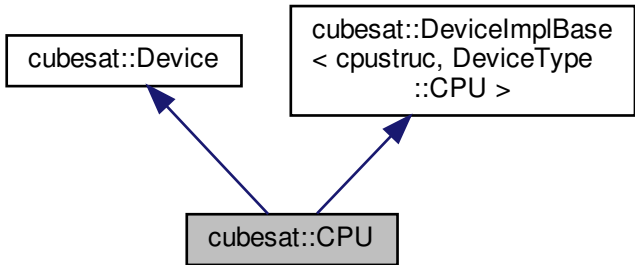 cubesat::Device
cubesat::DeviceImplBase
< cpustruc, DeviceType
::CPU >
cubesat::CPU